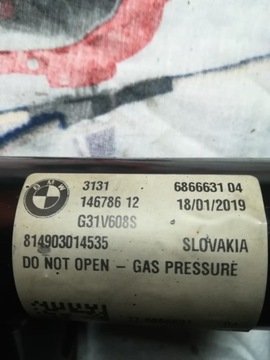 BMW
3131 6866631 04
146786 12 18/01/2019
G31V608S
814903014535 SLOVAKIA
DO NOT OPEN - GAS PRESSURE